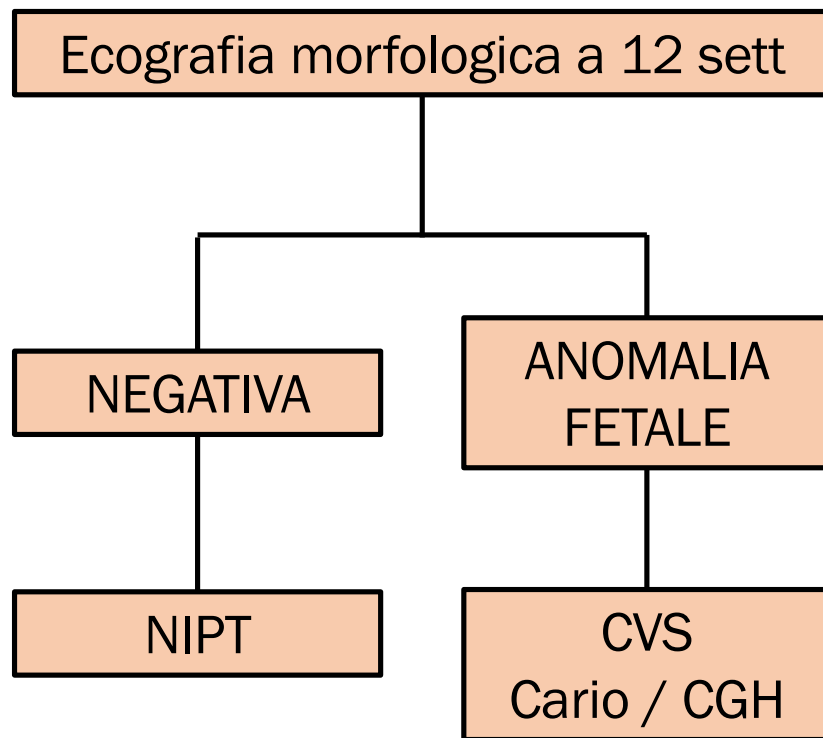 Ecografia morfologica a 12 sett
NEGATIVA
ANOMALIA
FETALE
NIPT
CVS
Cario / CGH